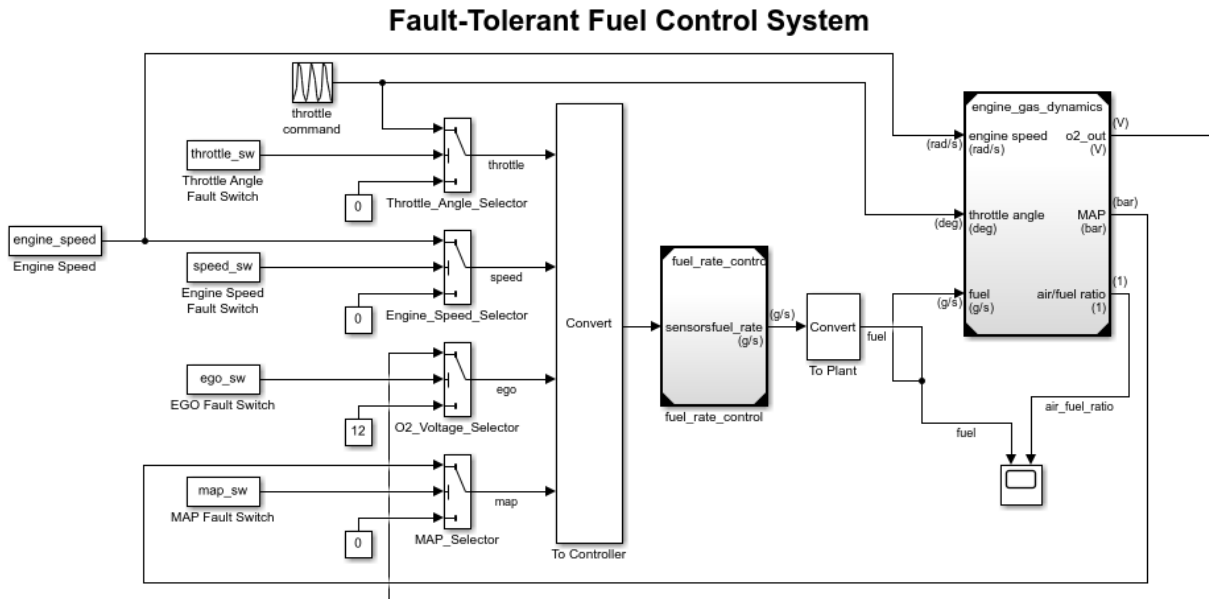 Fault-Tolerant Fuel Control System
throttle
command
throttle_sw
Throttle Angle
Fault Switch
0
throttle
Throttle_Angle_Selector
engine_speed
Engine Speed
speed_sw
Engine Speed
Fault Switch
0
speed
Engine_Speed_Selector
ego_sw
EGO Fault Switch
12
ego
O2_Voltage_Selector
map_sw
MAP Fault Switch
0
map
MAP_Selector
Convert
To Controller
fuel_rate_contro
sensors
fuel_rate
(g/s)
fuel_rate_control
(g/s)
Convert
To Plant
fuel
engine_gas_dynamics
(rad/s)
engine speed
(rad/s)
(deg)
throttle angle
(deg)
(g/s)
fuel
(g/s)
o2_out
(V)
(V)
MAP
(bar)
(bar)
air/fuel ratio
(1)
(1)
air_fuel_ratio
fuel